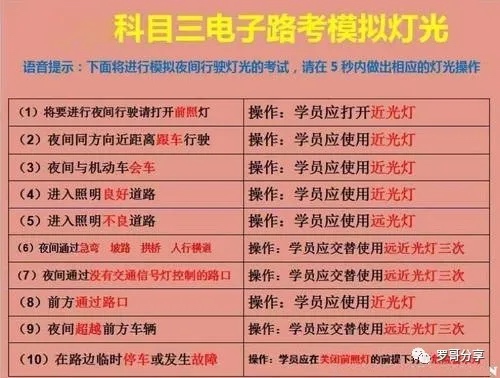 科目三电子路考模拟灯光
语音提示：下面将进行模拟夜间行驶灯光的考试，请在5秒内做出相应的灯光操作
（1）将要进行夜间行驶请打开前照灯 操作：学员应打开近光灯
（2）夜间同方向近距离跟车行驶 操作：学员应使用近光灯
（3）夜间与机动车会车 操作：学员应使用近光灯
（4）进入照明良好道路 操作：学员应使用近光灯
（5）进入照明不良道路 操作：学员应使用远光灯
（6）夜间通过急弯 坡路 拱桥 人行横道 操作：学员应交替使用远近光灯三次
（7）夜间通过没有交通信号灯控制的路口 操作：学员应交替使用远近光灯三次
（8）前方通过路口 操作：学员应使用近光灯
（9）夜间超越前方车辆 操作：学员应交替使用远近光灯三次
（10）在路边临时停车或发生故障 操作：学员应在关闭前照灯的前提下
罗哥分享